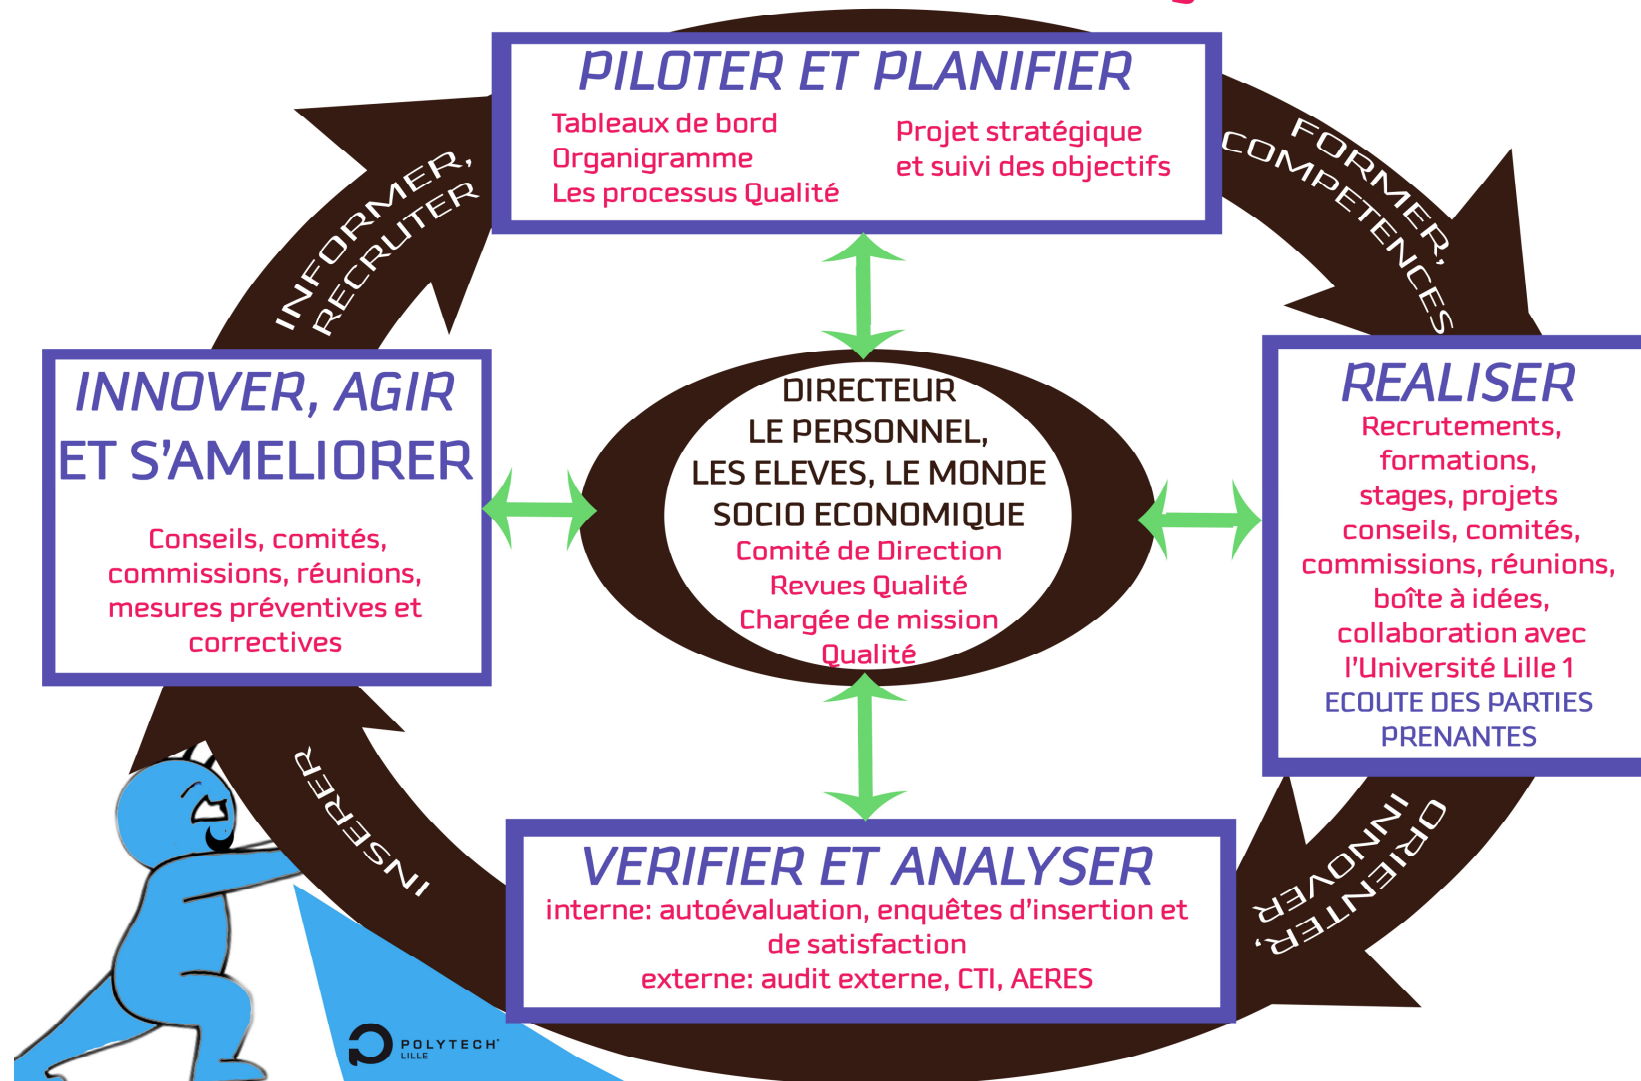 PILOTER ET PLANIFIER
Tableaux de bord
Organigramme
Les processus Qualité
Projet stratégique
et suivi des objectifs
INFORMER,
RECRUTER
FORMER,
COMPETENCES
INNOVER, AGIR
ET S'AMELIORER
Conseils, comités,
commissions, réunions,
mesures préventives et
correctives
DIRECTEUR
LE PERSONNEL,
LES ELEVES, LE MONDE
SOCIO ECONOMIQUE
Comité de Direction
Revues Qualité
Chargée de mission
Qualité
REALISER
Recrutements,
formations,
stages, projets
conseils, comités,
commissions, réunions,
boîte à idées,
collaboration avec
l'Université Lille 1
ECOUTE DES PARTIES
PRENANTES
INSERER
ORIENTER,
INNOVER
VERIFIER ET ANALYSER
interne: autoévaluation, enquêtes d'insertion et
de satisfaction
externe: audit externe, CTI, AERES
POLYTECH'
LILLE